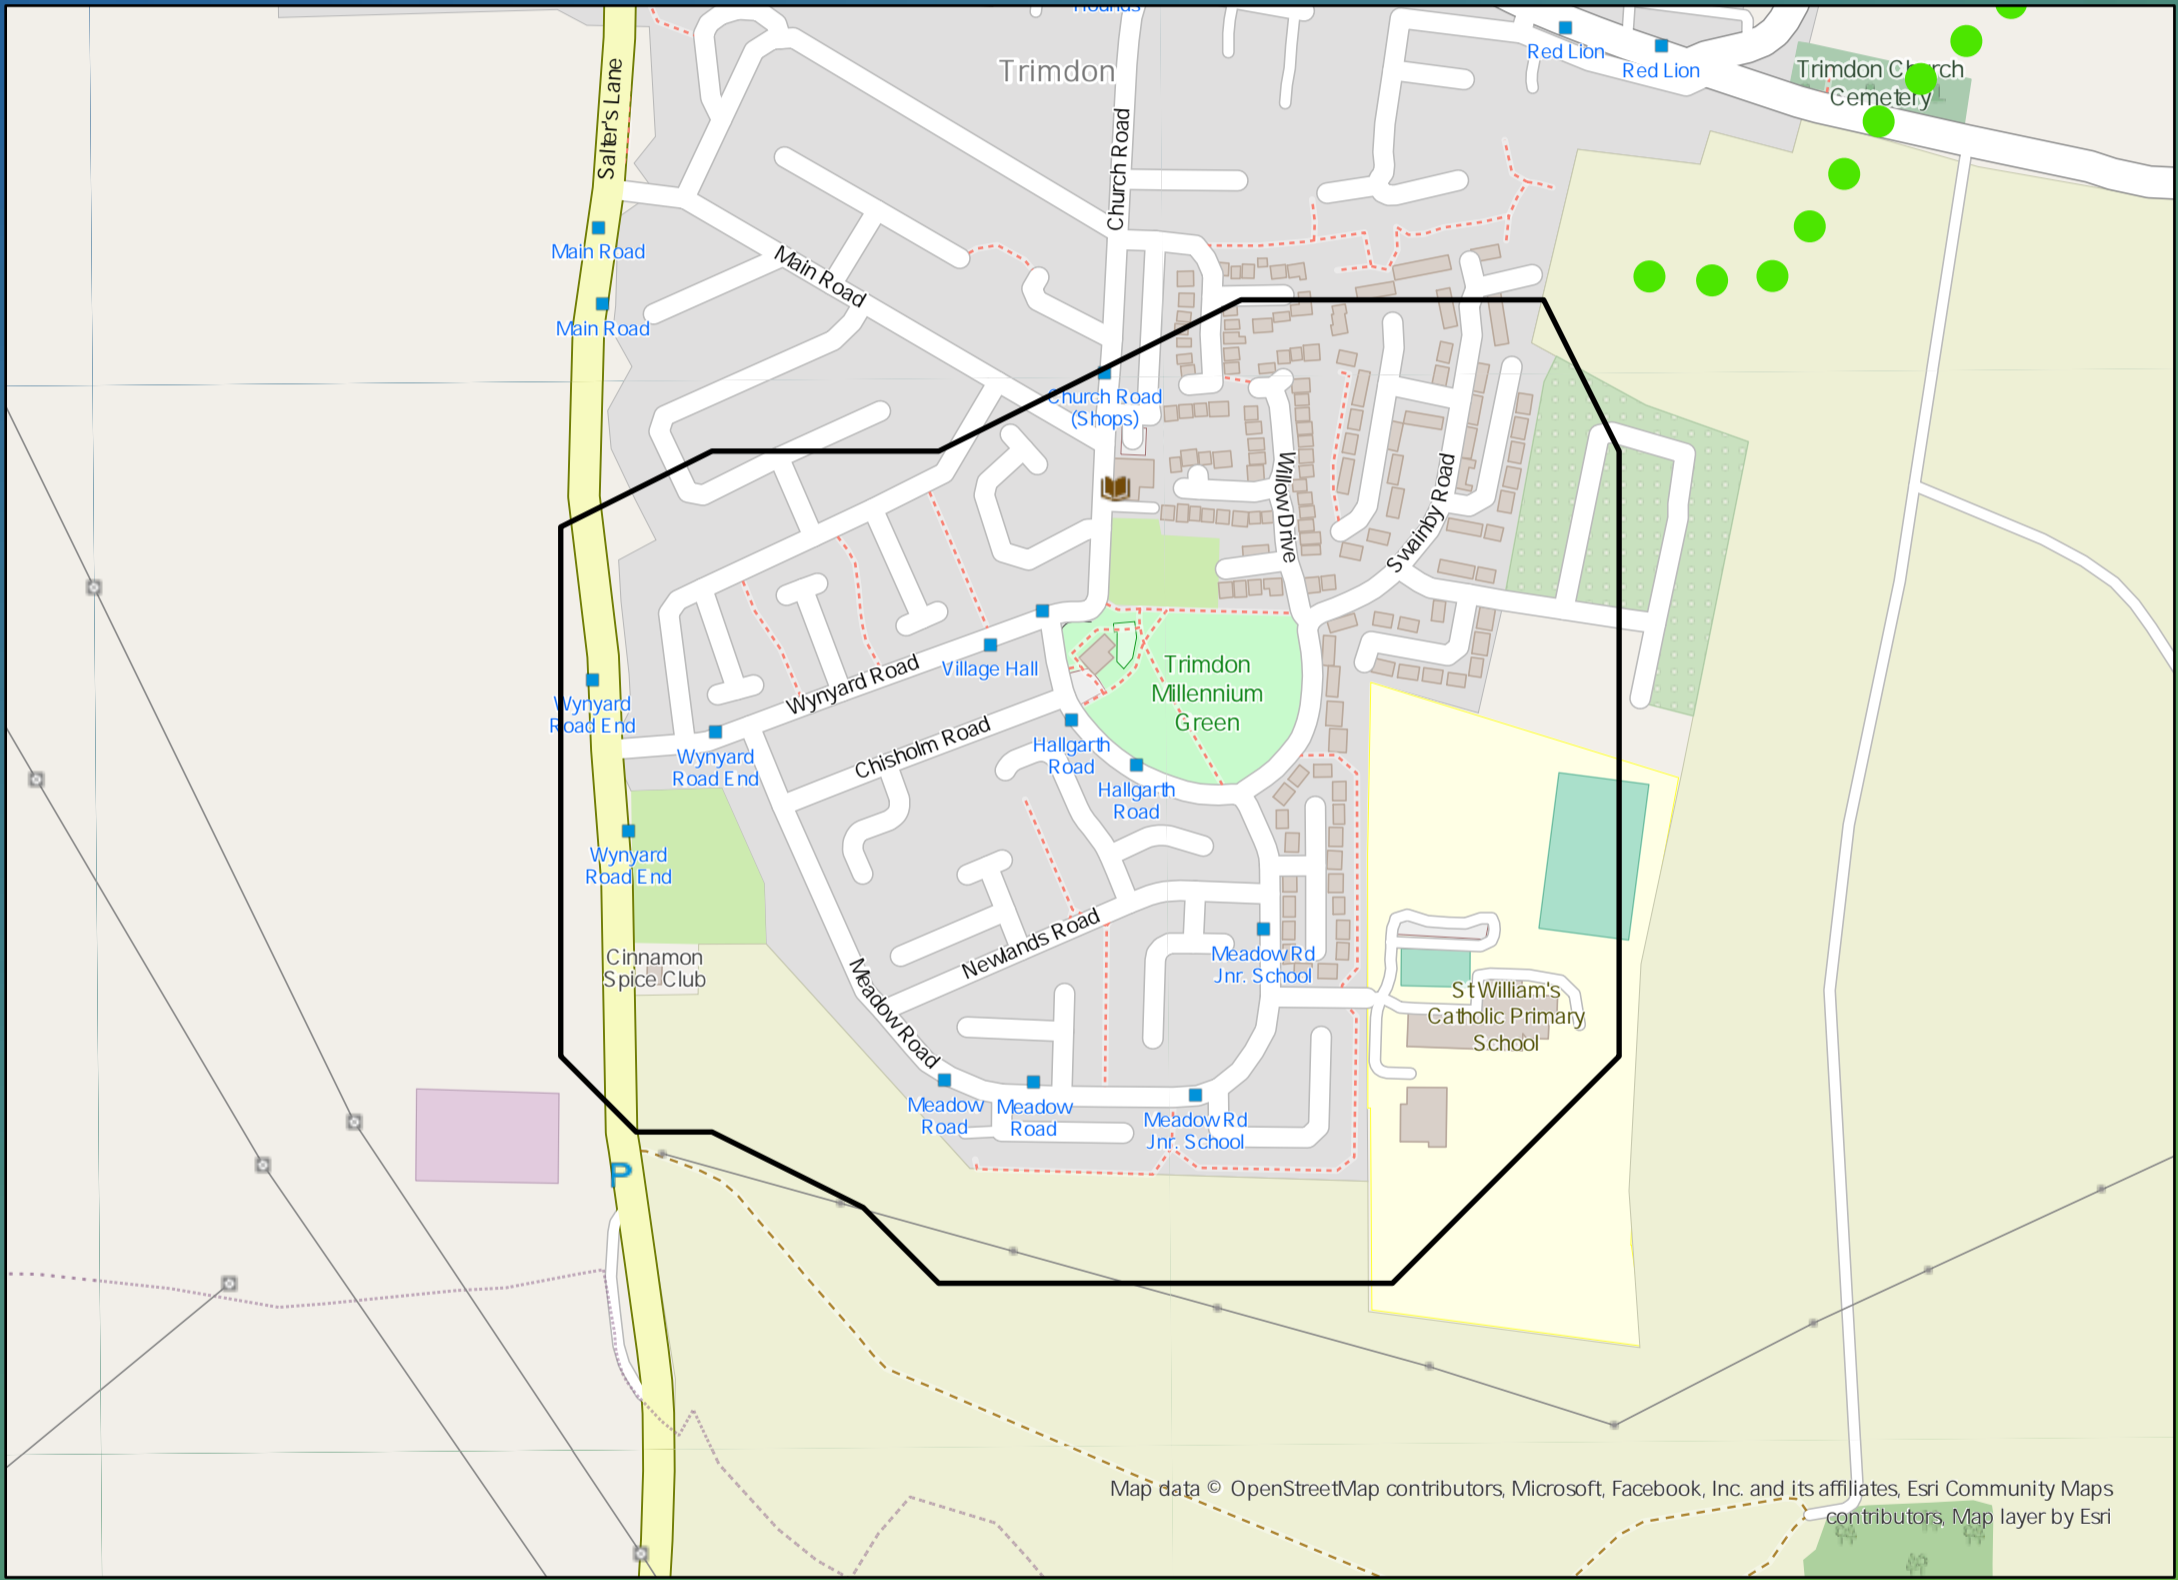 Red Lion
Red Lion
Trimdon
Trimdon Church
Cemetery
Salter's Lane
Church Road
Main Road
Main Road
Main Road
Church Road
(Shops)
Willow Drive
Swainby Road
Village Hall
Trimdon
Millennium
Green
Wynyard Road
Wynyard
Road End
Chisholm Road
Wynyard
Road End
Hallgarth
Road
Hallgarth
Road
Wynyard
Road End
Cinnamon
Spice Club
Newlands Road
Meadow Rd
Jnr. School
Meadow Road
St William's
Catholic Primary
School
Meadow
Road
Meadow
Road
Meadow Rd
Jnr. School
P
Map data © OpenStreetMap contributors, Microsoft, Facebook, Inc. and its affiliates, Esri Community Maps
contributors, Map layer by Esri